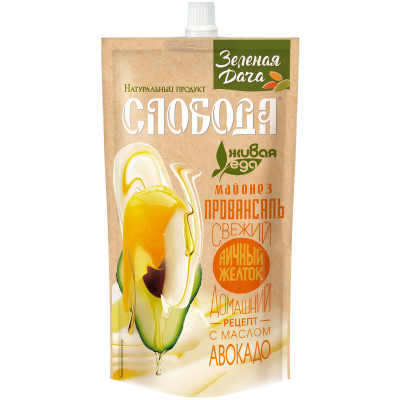 Зеленая
Дача
Натуральный продукт
СЛОБОДА
живая
еда
майонез
ПРОВАНСАЛЬ
СВЕЖИЙ
ЯИЧНЫЙ
ЖЕЛТОК
ДОМАШНИЙ
РЕЦЕПТ
С МАСЛОМ
АВОКАДО